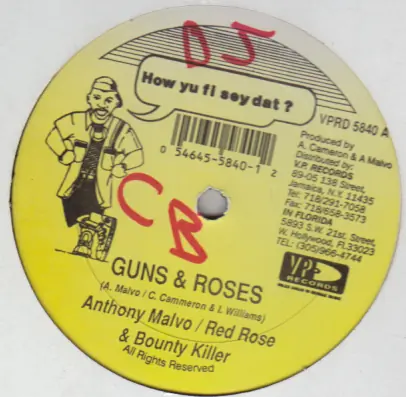 DJ
How yu fi sey dat ?
VPRD 5840 A
0 54645-5840-1 2
Produced by
A. Cameron & A Malvo
Distributed by:
V.P. RECORDS
89-05 138 Street,
Jamaica, N.Y. 11435
Tel: 718/291-7058
Fax: 718/658-3573
IN FLORIDA
5893 S.W. 21st. Street,
W. Hollywood, FL33023
TEL: (305)966-4744
VP
RECORDS
CB
GUNS & ROSES
(A. Malvo / C. Cammeron & I. Williams)
Anthony Malvo / Red Rose
& Bounty Killer
All Rights Reserved